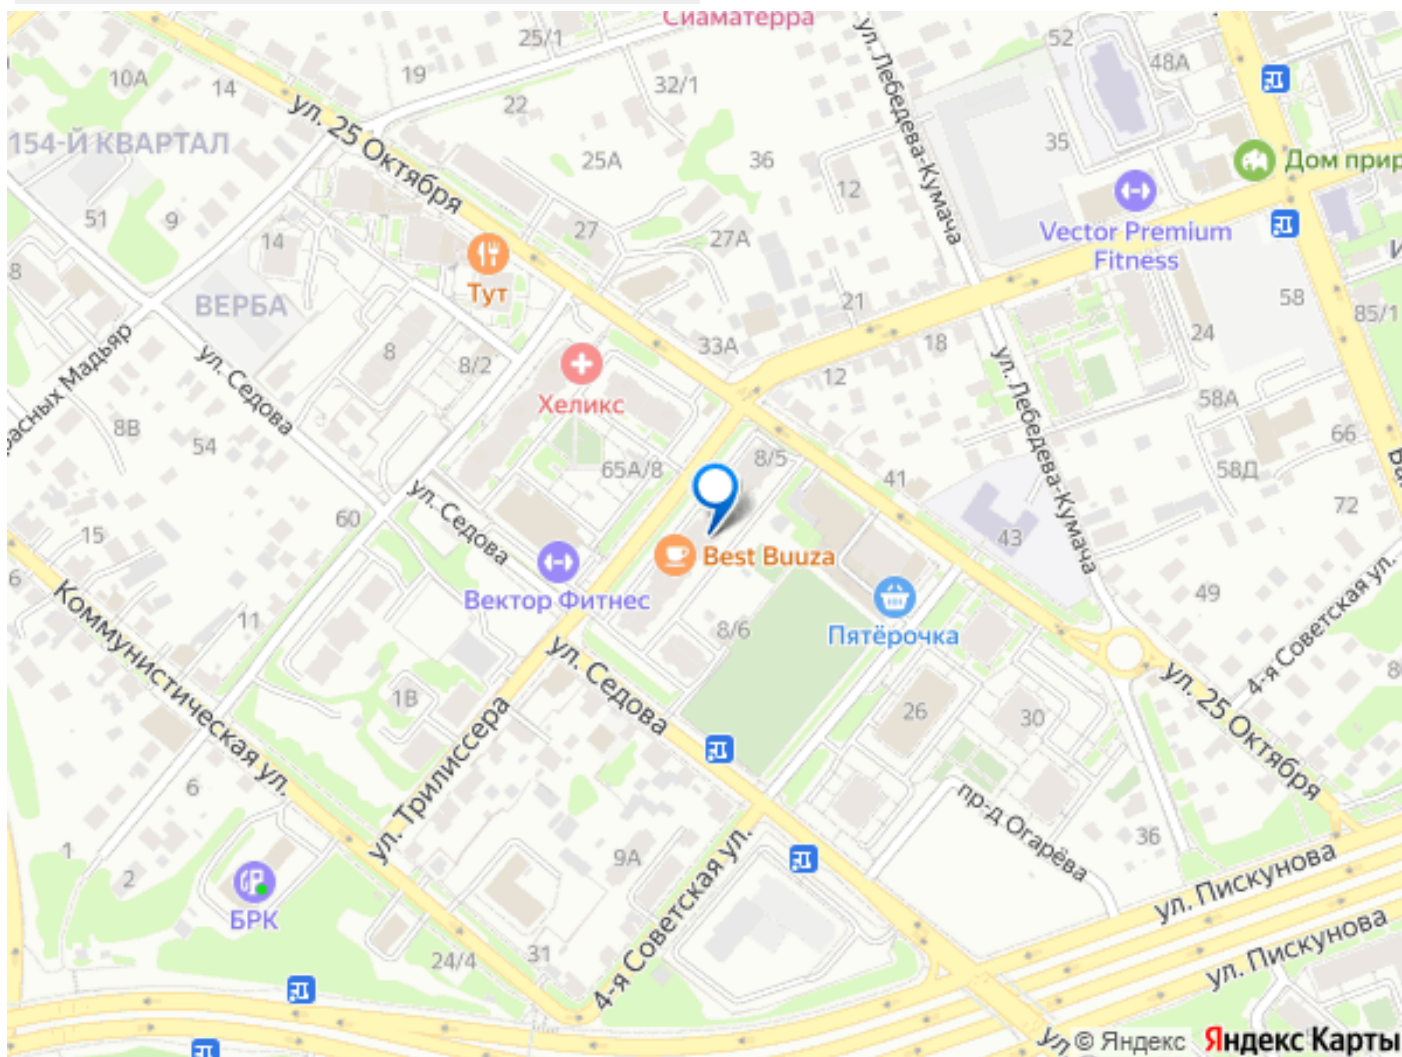 Сиаматерра
25/1
52
48А
19
10А
14
32/1
22
ул. Лебедева-Кумача
ул. 25 Октября
154-Й КВАРТАЛ
35
25А
36
Дом прир
12
51
9
27
27А
14
Vector Premium
Fitness
8
Тут
ВЕРБА
21
58
85/1
24
33А
18
8
8/2
12
ул. Седова
расных Мадьяр
Хеликс
ул. Лебедева-Кумача
58А
8В
54
66
65А/8
8/5
41
58Д
72
ул. Седова
60
15
43
Best Buuza
6
Вектор Фитнес
49
4-я Советская ул.
Коммунистическая ул.
11
8/6
Пятёрочка
ул. Седова
1В
26
30
ул. 25 Октября
ул. Трилиссера
6
пр-д Огарёва
36
1
2
9А
4-я Советская ул.
ул. Пискунова
БРК
24/4
31
ул. Пискунова
© Яндекс Яндекс Карты